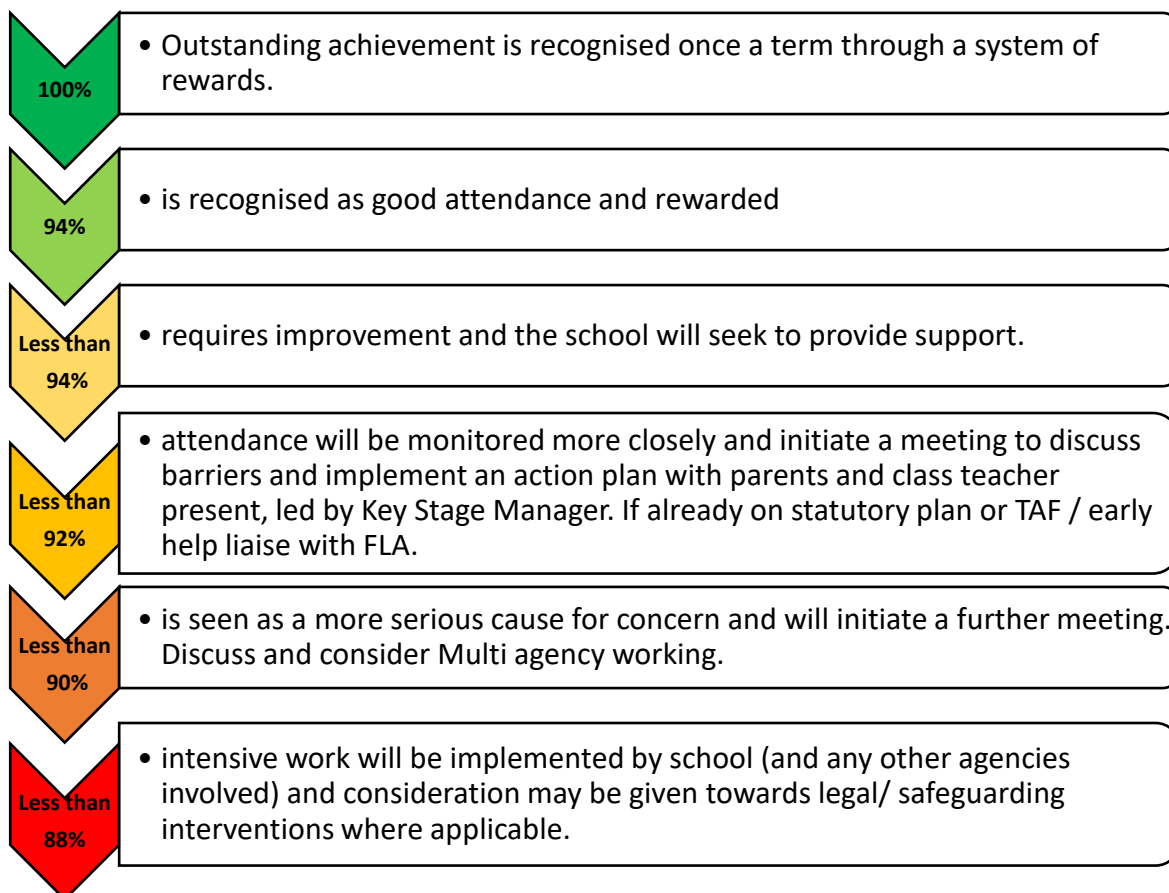 100%
• Outstanding achievement is recognised once a term through a system of
rewards.
94%
• is recognised as good attendance and rewarded
Less than
94%
• requires improvement and the school will seek to provide support.
Less than
92%
• attendance will be monitored more closely and initiate a meeting to discuss
barriers and implement an action plan with parents and class teacher
present, led by Key Stage Manager. If already on statutory plan or TAF / early
help liaise with FLA.
Less than
90%
• is seen as a more serious cause for concern and will initiate a further meeting.
Discuss and consider Multi agency working.
Less than
88%
• intensive work will be implemented by school (and any other agencies
involved) and consideration may be given towards legal/ safeguarding
interventions where applicable.